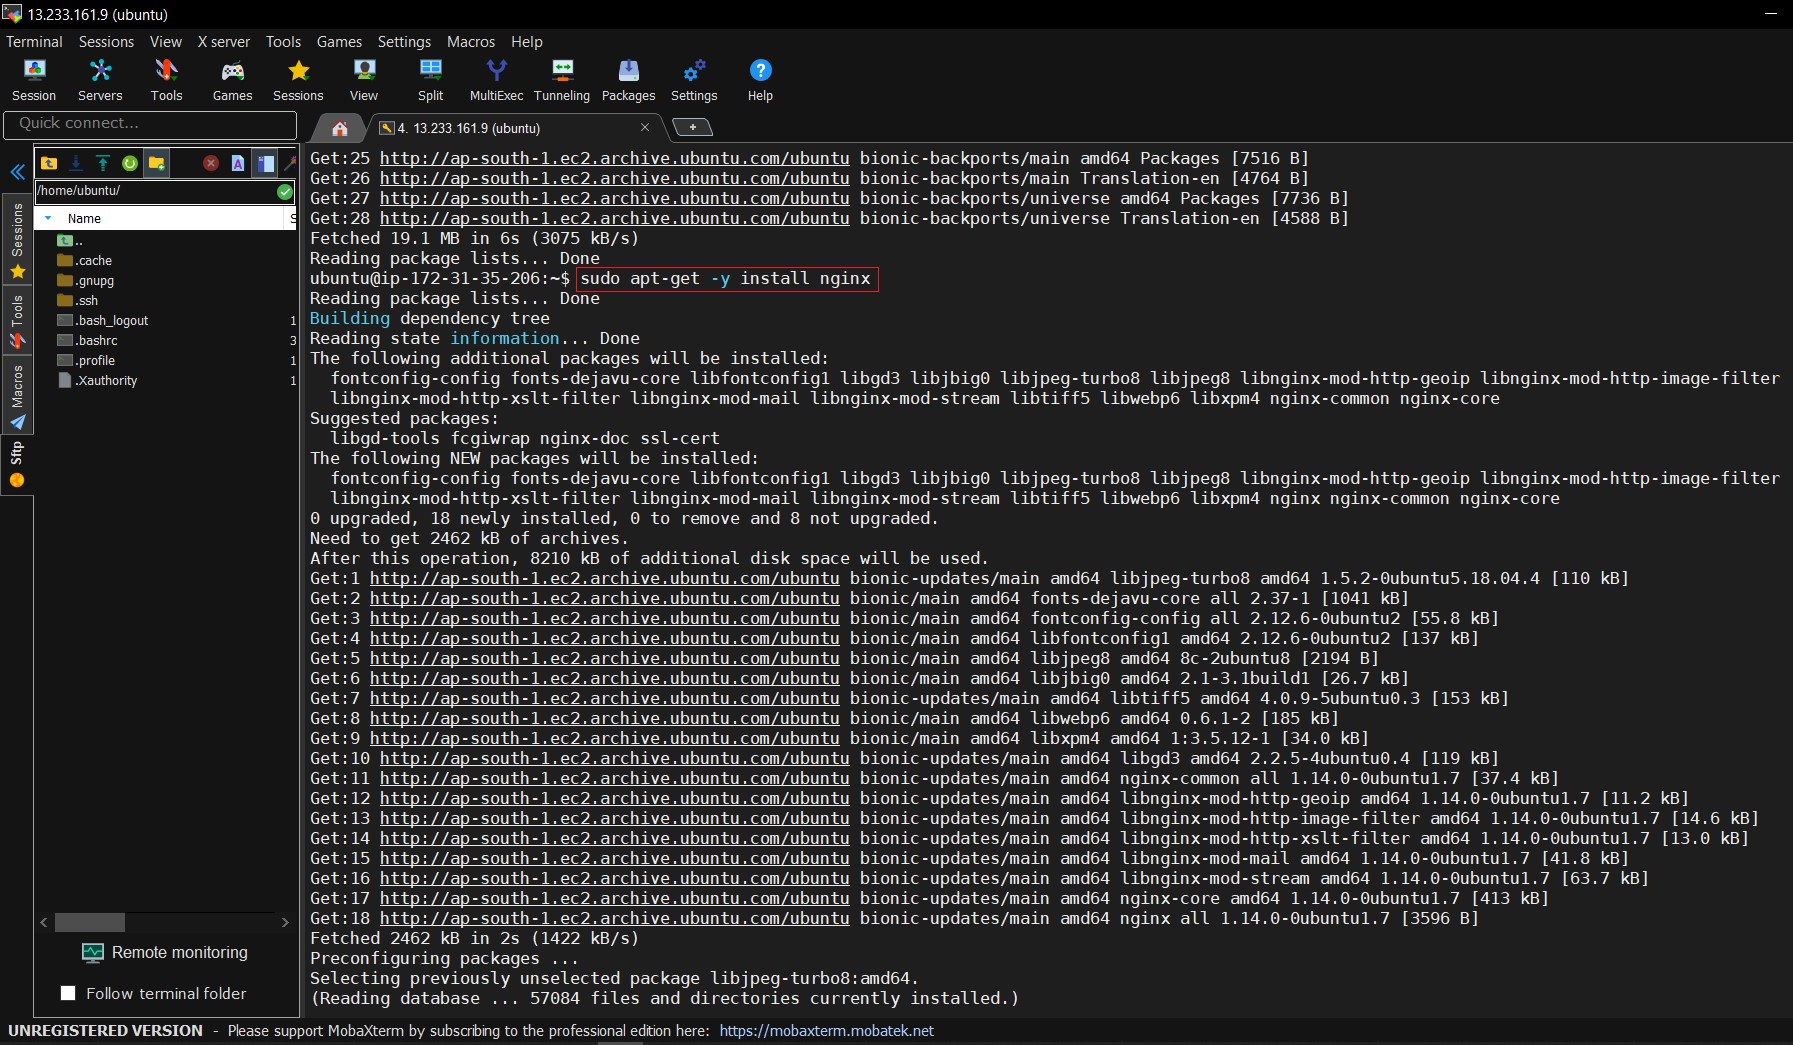 13.233.161.9 (ubuntu)
Terminal Sessions View X server Tools Games Settings Macros Help
Session Servers Tools Games Sessions View Split MultiExec Tunneling Packages Settings Help
Quick connect...
4. 13.233.161.9 (ubuntu)
/home/ubuntu/
Name S
..
.cache
.gnupg
.ssh
.bash_logout 1
.bashrc 3
.profile 1
.Xauthority 1
Sessions
Tools
Macros
Sftp
Remote monitoring
Follow terminal folder
Get:25 http://ap-south-1.ec2.archive.ubuntu.com/ubuntu bionic-backports/main amd64 Packages [7516 B]
Get:26 http://ap-south-1.ec2.archive.ubuntu.com/ubuntu bionic-backports/main Translation-en [4764 B]
Get:27 http://ap-south-1.ec2.archive.ubuntu.com/ubuntu bionic-backports/universe amd64 Packages [7736 B]
Get:28 http://ap-south-1.ec2.archive.ubuntu.com/ubuntu bionic-backports/universe Translation-en [4588 B]
Fetched 19.1 MB in 6s (3075 kB/s)
Reading package lists... Done
ubuntu@ip-172-31-35-206:~$ sudo apt-get -y install nginx
Reading package lists... Done
Building dependency tree
Reading state information... Done
The following additional packages will be installed:
fontconfig-config fonts-dejavu-core libfontconfig1 libgd3 libjbig0 libjpeg-turbo8 libjpeg8 libnginx-mod-http-geoip libnginx-mod-http-image-filter
libnginx-mod-http-xslt-filter libnginx-mod-mail libnginx-mod-stream libtiff5 libwebp6 libxpm4 nginx-common nginx-core
Suggested packages:
libgd-tools fcgiwrap nginx-doc ssl-cert
The following NEW packages will be installed:
fontconfig-config fonts-dejavu-core libfontconfig1 libgd3 libjbig0 libjpeg-turbo8 libjpeg8 libnginx-mod-http-geoip libnginx-mod-http-image-filter
libnginx-mod-http-xslt-filter libnginx-mod-mail libnginx-mod-stream libtiff5 libwebp6 libxpm4 nginx nginx-common nginx-core
0 upgraded, 18 newly installed, 0 to remove and 8 not upgraded.
Need to get 2462 kB of archives.
After this operation, 8210 kB of additional disk space will be used.
Get:1 http://ap-south-1.ec2.archive.ubuntu.com/ubuntu bionic-updates/main amd64 libjpeg-turbo8 amd64 1.5.2-0ubuntu5.18.04.4 [110 kB]
Get:2 http://ap-south-1.ec2.archive.ubuntu.com/ubuntu bionic/main amd64 fonts-dejavu-core all 2.37-1 [1041 kB]
Get:3 http://ap-south-1.ec2.archive.ubuntu.com/ubuntu bionic/main amd64 fontconfig-config all 2.12.6-0ubuntu2 [55.8 kB]
Get:4 http://ap-south-1.ec2.archive.ubuntu.com/ubuntu bionic/main amd64 libfontconfig1 amd64 2.12.6-0ubuntu2 [137 kB]
Get:5 http://ap-south-1.ec2.archive.ubuntu.com/ubuntu bionic/main amd64 libjpeg8 amd64 8c-2ubuntu8 [2194 B]
Get:6 http://ap-south-1.ec2.archive.ubuntu.com/ubuntu bionic/main amd64 libjbig0 amd64 2.1-3.1build1 [26.7 kB]
Get:7 http://ap-south-1.ec2.archive.ubuntu.com/ubuntu bionic-updates/main amd64 libtiff5 amd64 4.0.9-5ubuntu0.3 [153 kB]
Get:8 http://ap-south-1.ec2.archive.ubuntu.com/ubuntu bionic/main amd64 libwebp6 amd64 0.6.1-2 [185 kB]
Get:9 http://ap-south-1.ec2.archive.ubuntu.com/ubuntu bionic/main amd64 libxpm4 amd64 1:3.5.12-1 [34.0 kB]
Get:10 http://ap-south-1.ec2.archive.ubuntu.com/ubuntu bionic-updates/main amd64 libgd3 amd64 2.2.5-4ubuntu0.4 [119 kB]
Get:11 http://ap-south-1.ec2.archive.ubuntu.com/ubuntu bionic-updates/main amd64 nginx-common all 1.14.0-0ubuntu1.7 [37.4 kB]
Get:12 http://ap-south-1.ec2.archive.ubuntu.com/ubuntu bionic-updates/main amd64 libnginx-mod-http-geoip amd64 1.14.0-0ubuntu1.7 [11.2 kB]
Get:13 http://ap-south-1.ec2.archive.ubuntu.com/ubuntu bionic-updates/main amd64 libnginx-mod-http-image-filter amd64 1.14.0-0ubuntu1.7 [14.6 kB]
Get:14 http://ap-south-1.ec2.archive.ubuntu.com/ubuntu bionic-updates/main amd64 libnginx-mod-http-xslt-filter amd64 1.14.0-0ubuntu1.7 [13.0 kB]
Get:15 http://ap-south-1.ec2.archive.ubuntu.com/ubuntu bionic-updates/main amd64 libnginx-mod-mail amd64 1.14.0-0ubuntu1.7 [41.8 kB]
Get:16 http://ap-south-1.ec2.archive.ubuntu.com/ubuntu bionic-updates/main amd64 libnginx-mod-stream amd64 1.14.0-0ubuntu1.7 [63.7 kB]
Get:17 http://ap-south-1.ec2.archive.ubuntu.com/ubuntu bionic-updates/main amd64 nginx-core amd64 1.14.0-0ubuntu1.7 [413 kB]
Get:18 http://ap-south-1.ec2.archive.ubuntu.com/ubuntu bionic-updates/main amd64 nginx all 1.14.0-0ubuntu1.7 [3596 B]
Fetched 2462 kB in 2s (1422 kB/s)
Preconfiguring packages ...
Selecting previously unselected package libjpeg-turbo8:amd64.
(Reading database ... 57084 files and directories currently installed.)
UNREGISTERED VERSION - Please support MobaXterm by subscribing to the professional edition here: https://mobaxterm.mobatek.net